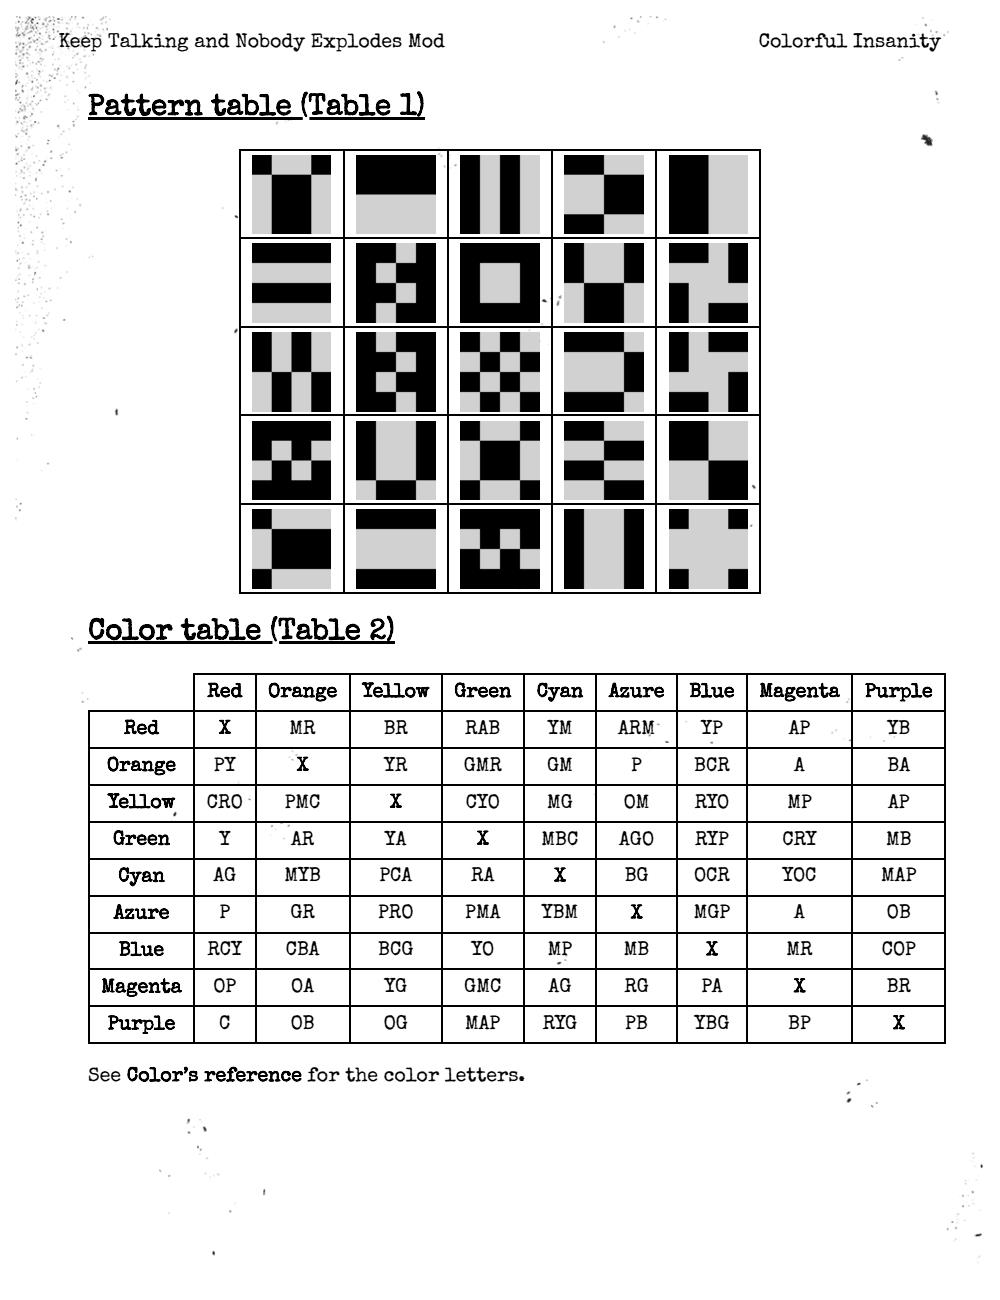 Keep Talking and Nobody Explodes Mod Colorful Insanity
Pattern table (Table 1)
Color table (Table 2)
Red Orange Yellow Green Cyan Azure Blue Magenta Purple
Red X MR BR RAB YM ARM YP AP YB
Orange PY X YR GMR GM P BCR A BA
Yellow CRO PMC X CYO MG OM RYO MP AP
Green Y AR YA X MBC AGO RYP CRY MB
Cyan AG MYB PCA RA X BG OCR YOC MAP
Azure P GR PRO PMA YBM X MGP A OB
Blue RCY CBA BCG YO MP MB X MR COP
Magenta OP OA YG GMC AG RG PA X BR
Purple C OB OG MAP RYG PB YBG BP X
See Color's reference for the color letters.